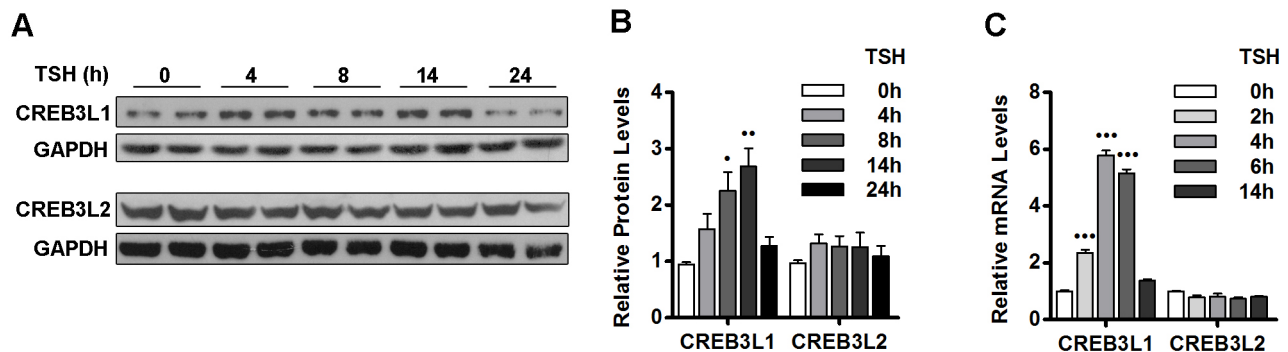 A
TSH (h) 0 4 8 14 24
CREB3L1
GAPDH
CREB3L2
GAPDH
B
TSH
0h
4h
8h
14h
24h
Relative Protein Levels
4
3
2
1
0
• ••
CREB3L1 CREB3L2
C
TSH
0h
2h
4h
6h
14h
Relative mRNA Levels
8
6
4
2
0
••• ••• •••
CREB3L1 CREB3L2